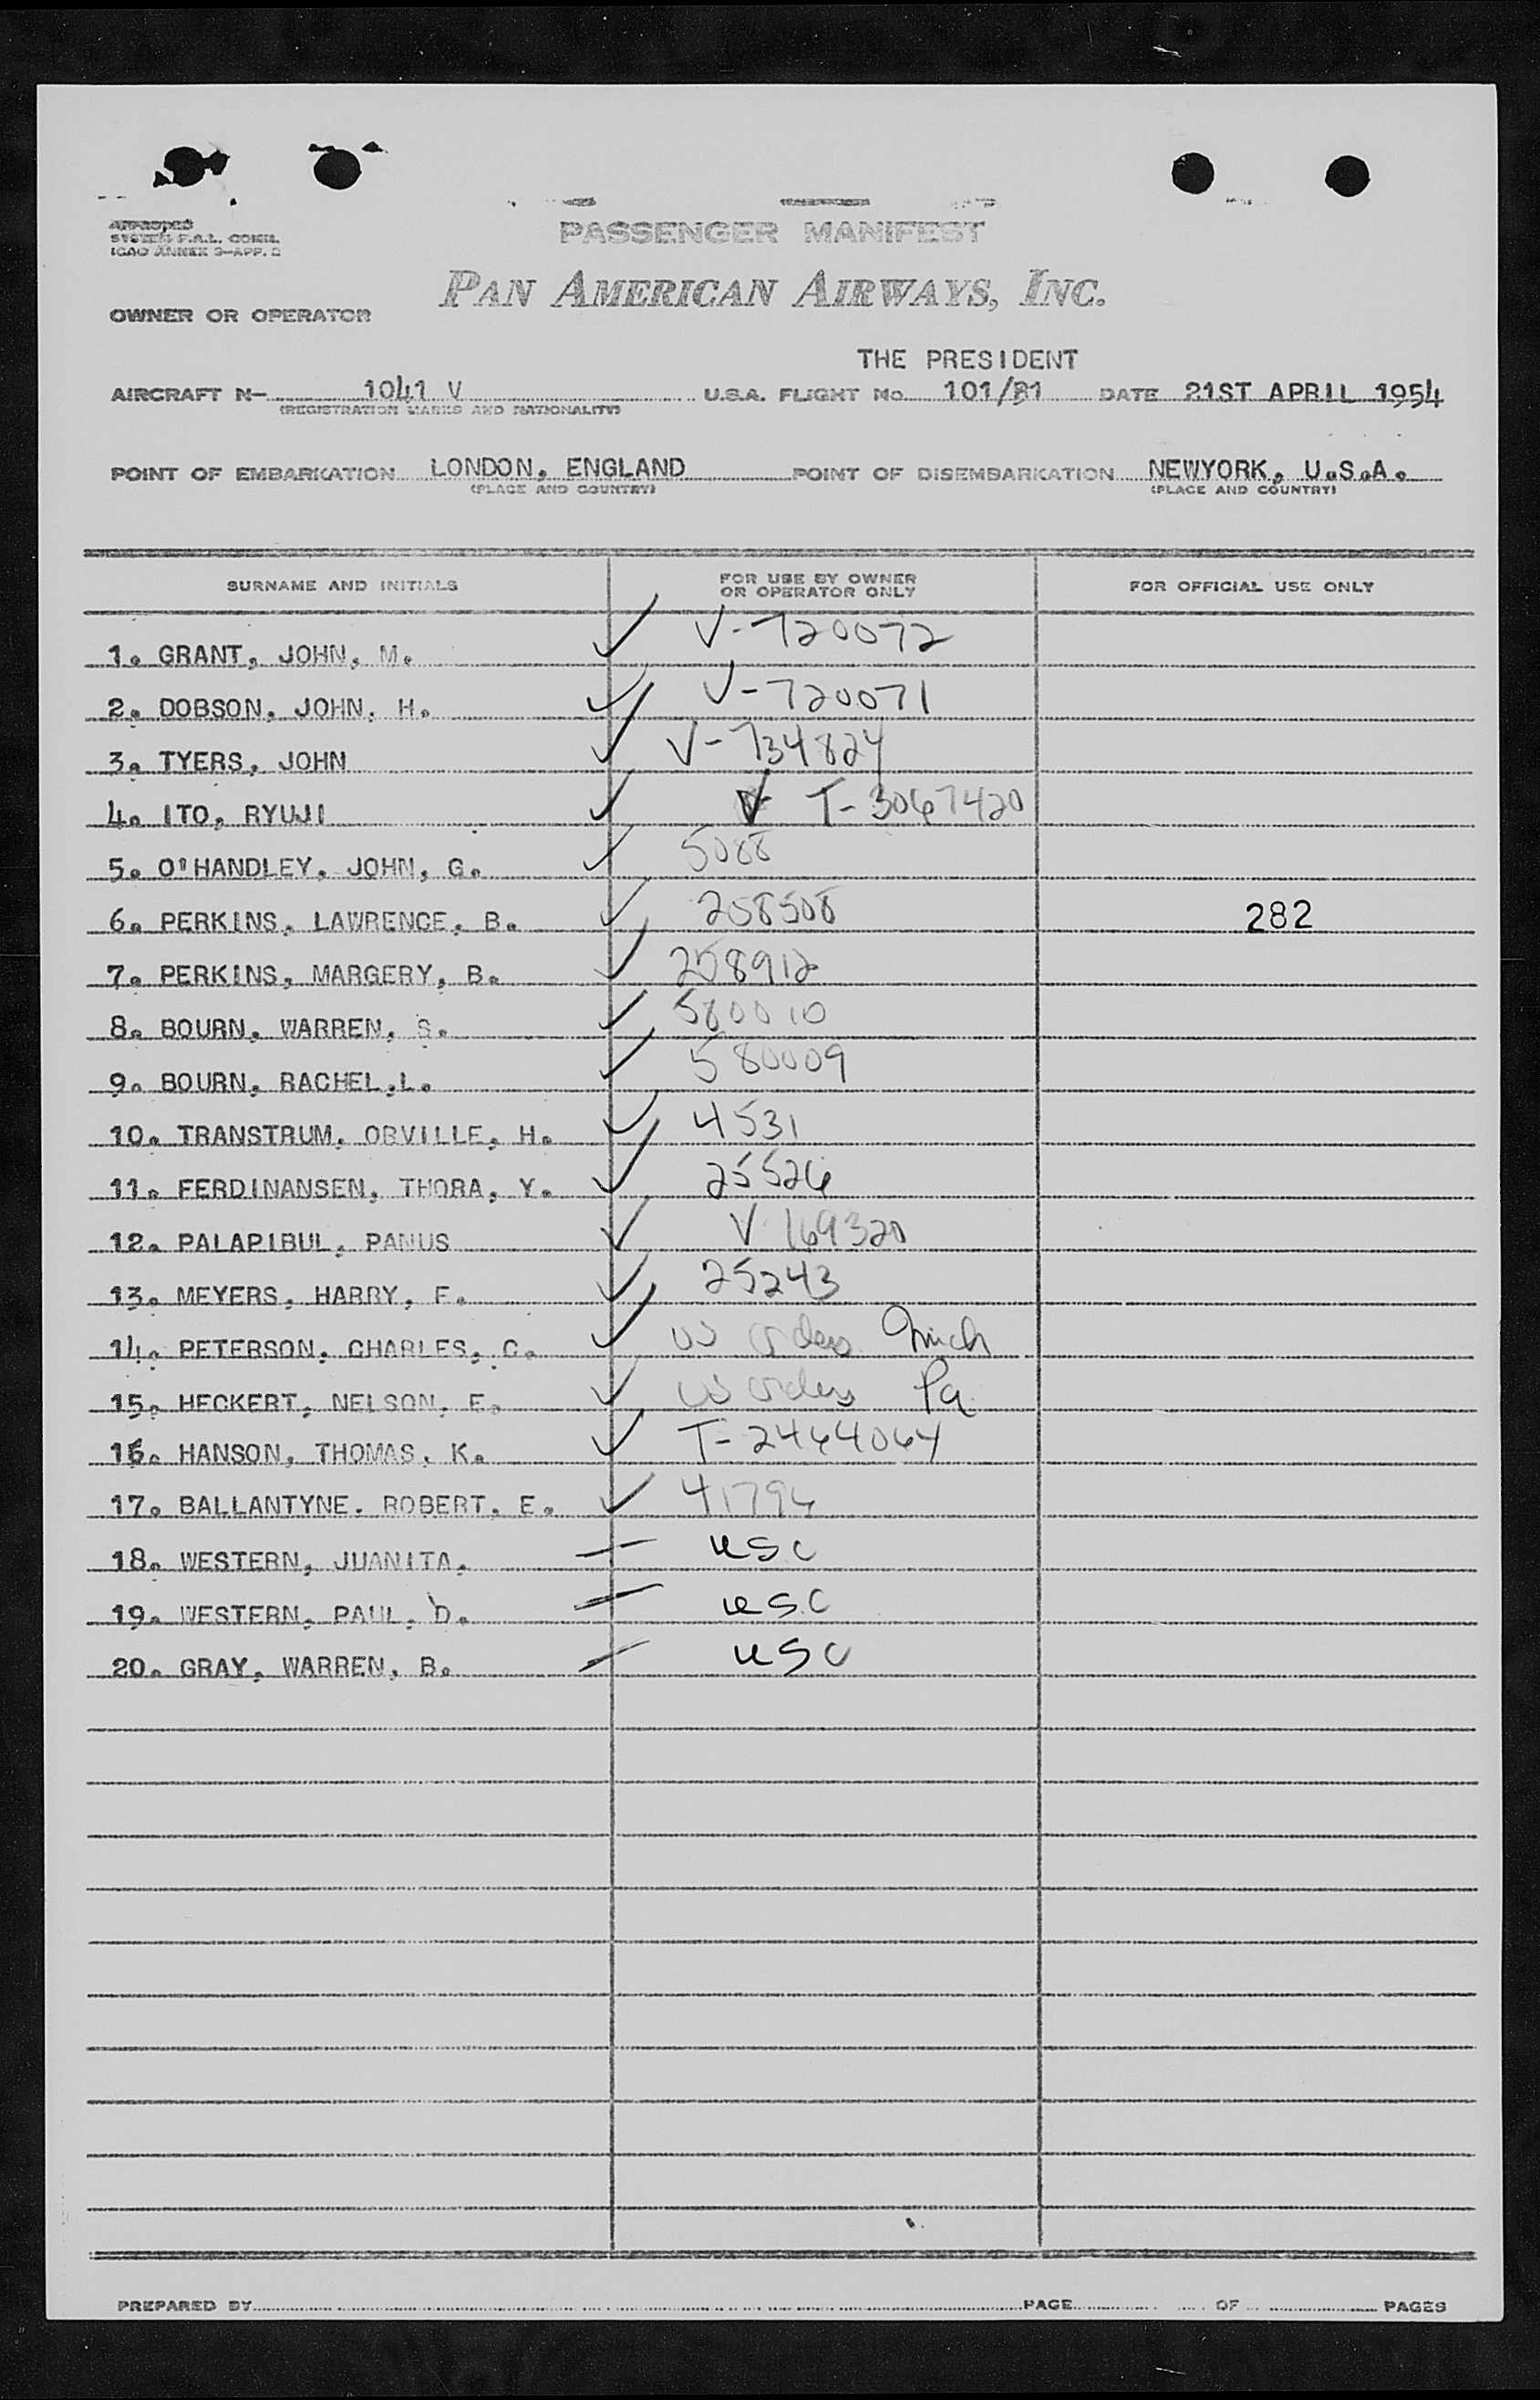 APPROVED
SYSTEM F.A.L. COMM.
ICAO ANNEX 9-APP. 2
PASSENGER MANIFEST
PAN AMERICAN AIRWAYS, INC.
OWNER OR OPERATOR
THE PRESIDENT
AIRCRAFT N- 1041 V U.S.A. FLIGHT No. 101/81 DATE 21ST APRIL 1954
(REGISTRATION MARKS AND NATIONALITY)
POINT OF EMBARKATION LONDON, ENGLAND POINT OF DISEMBARKATION NEWYORK, U.S.A.
(PLACE AND COUNTRY) (PLACE AND COUNTRY)
SURNAME AND INITIALS FOR USE BY OWNER OR OPERATOR ONLY FOR OFFICIAL USE ONLY
1. GRANT, JOHN, M. ✓ V-720072
2. DOBSON, JOHN, H. ✓ V-720071
3. TYERS, JOHN ✓ V-734824
4. ITO, RYUJI ✓ V T-3067420
5. O'HANDLEY, JOHN, G. ✓ 5088
6. PERKINS, LAWRENCE, B. ✓ 258508 282
7. PERKINS, MARGERY, B. ✓ 258912
8. BOURN, WARREN, S. ✓ 580010
9. BOURN, RACHEL,L. ✓ 580009
10. TRANSTRUM, ORVILLE, H. ✓ 4531
11. FERDINANSEN, THORA, Y. ✓ 25526
12. PALAPIBUL, PANUS ✓ V 169320
13. MEYERS, HARRY, F. ✓ 25243
14. PETERSON, CHARLES, C. ✓ US orders Mich
15. HECKERT, NELSON, E. ✓ US orders Pa.
16. HANSON, THOMAS, K. ✓ T-2464064
17. BALLANTYNE, ROBERT, E. ✓ 41794
18. WESTERN, JUANITA. USC
19. WESTERN, PAUL, D. USC
20. GRAY, WARREN, B. USC
PREPARED BY PAGE OF PAGES